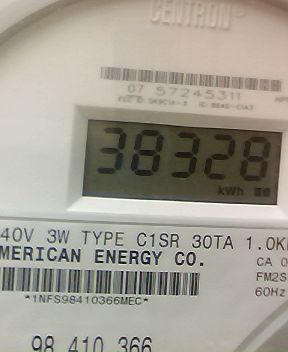 CENTRON®
07 57245311
38328
kWh
40V 3W TYPE C1SR 30TA 1.0K
MERICAN ENERGY CO.
CA 0
FM2S
60Hz
*1NFS98410366MEC*
98 410 366